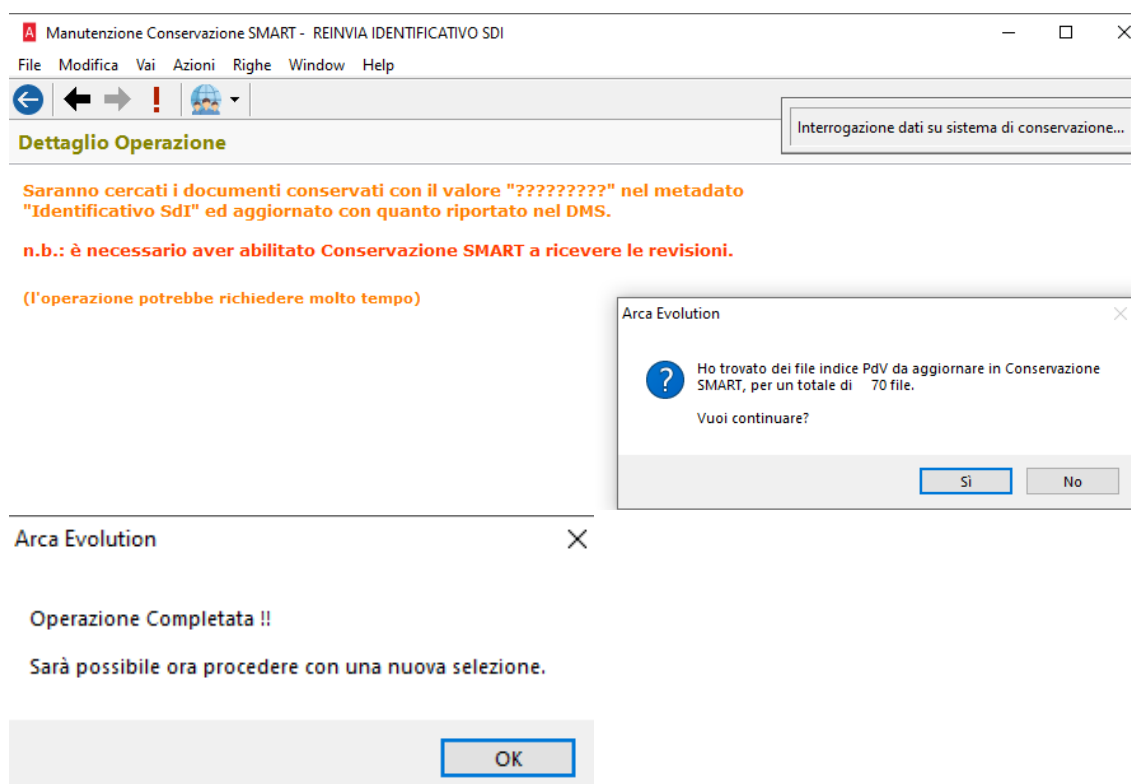 A Manutenzione Conservazione SMART - REINVIA IDENTIFICATIVO SDI
File Modifica Vai Azioni Righe Window Help
Interrogazione dati su sistema di conservazione...
Dettaglio Operazione
Saranno cercati i documenti conservati con il valore "?????????" nel metadato
"Identificativo SdI" ed aggiornato con quanto riportato nel DMS.
n.b.: è necessario aver abilitato Conservazione SMART a ricevere le revisioni.
(l'operazione potrebbe richiedere molto tempo)
Arca Evolution
Ho trovato dei file indice PdV da aggiornare in Conservazione
SMART, per un totale di 70 file.
Vuoi continuare?
Sì No
Arca Evolution
Operazione Completata !!
Sarà possibile ora procedere con una nuova selezione.
OK